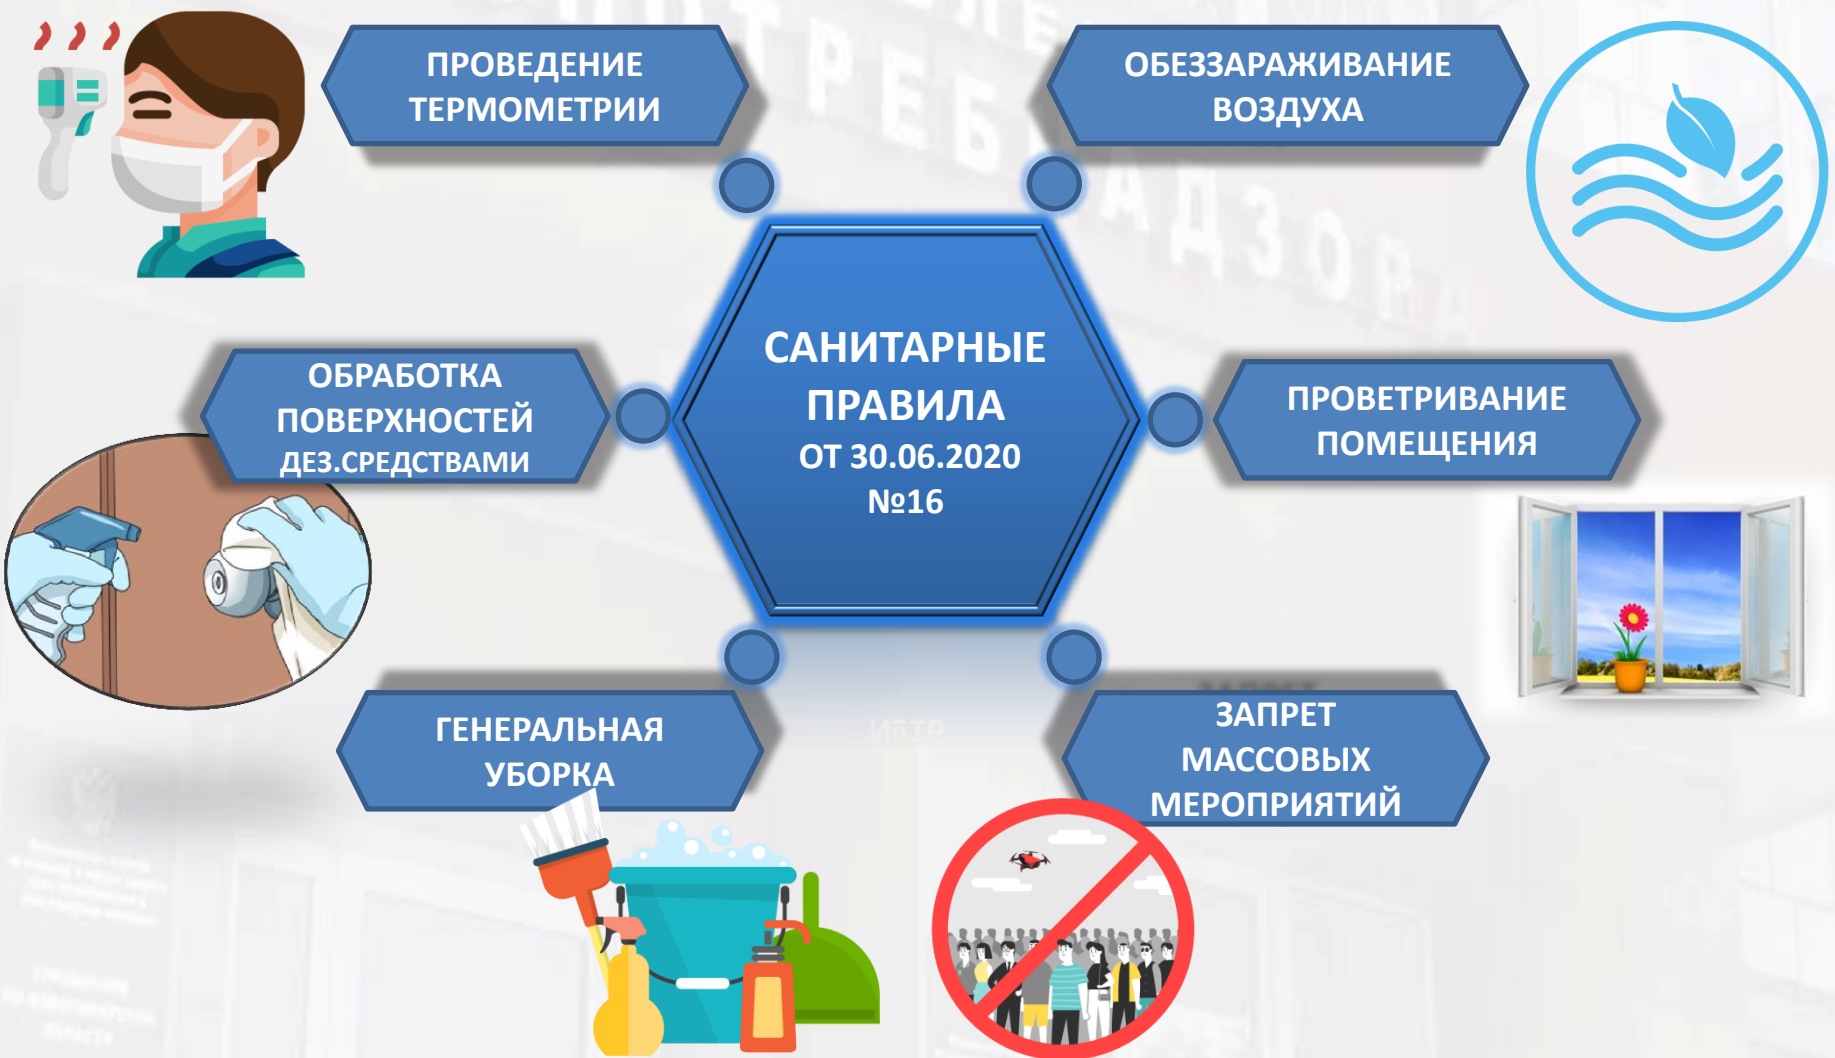 ПРОВЕДЕНИЕ
ТЕРМОМЕТРИИ
ОБЕЗЗАРАЖИВАНИЕ
ВОЗДУХА
САНИТАРНЫЕ
ПРАВИЛА
ОТ 30.06.2020
№16
ОБРАБОТКА
ПОВЕРХНОСТЕЙ
ДЕЗ.СРЕДСТВАМИ
ПРОВЕТРИВАНИЕ
ПОМЕЩЕНИЯ
ГЕНЕРАЛЬНАЯ
УБОРКА
ЗАПРЕТ
МАССОВЫХ
МЕРОПРИЯТИЙ